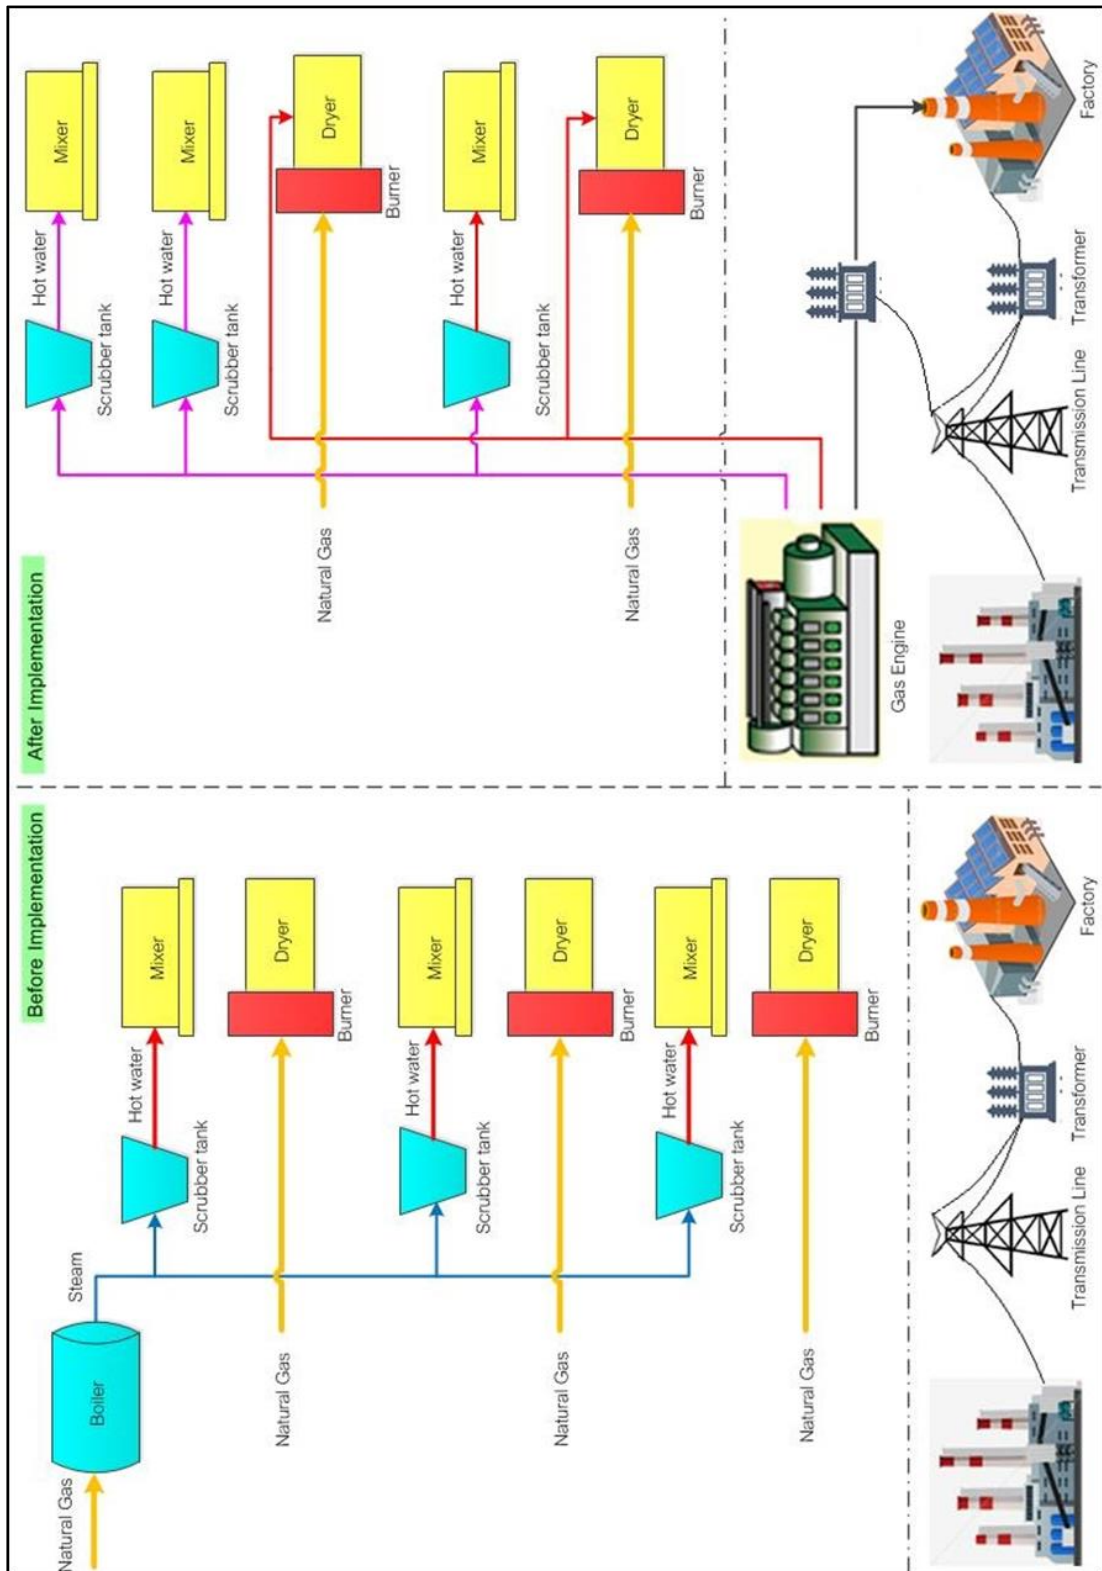 Before Implementation
Natural Gas
Boiler
Steam
Scrubber tank
Hot water
Mixer
Natural Gas
Burner
Dryer
Scrubber tank
Hot water
Mixer
Natural Gas
Burner
Dryer
Scrubber tank
Hot water
Mixer
Natural Gas
Burner
Dryer
Transmission Line
Transformer
Factory
After Implementation
Scrubber tank
Hot water
Mixer
Scrubber tank
Hot water
Mixer
Natural Gas
Burner
Dryer
Scrubber tank
Hot water
Mixer
Natural Gas
Burner
Dryer
Gas Engine
Transmission Line
Transformer
Factory